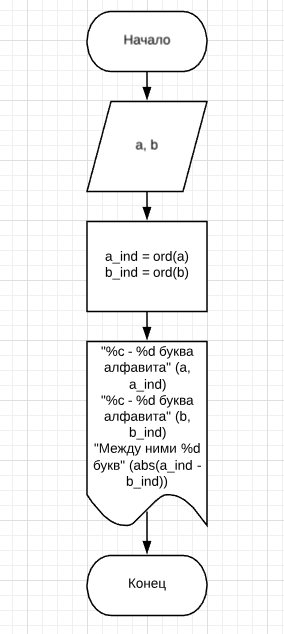 Начало
a, b
a_ind = ord(a)
b_ind = ord(b)
"%c - %d буква
алфавита" (a,
a_ind)
"%c - %d буква
алфавита" (b,
b_ind)
"Между ними %d
букв" (abs(a_ind -
b_ind))
Конец